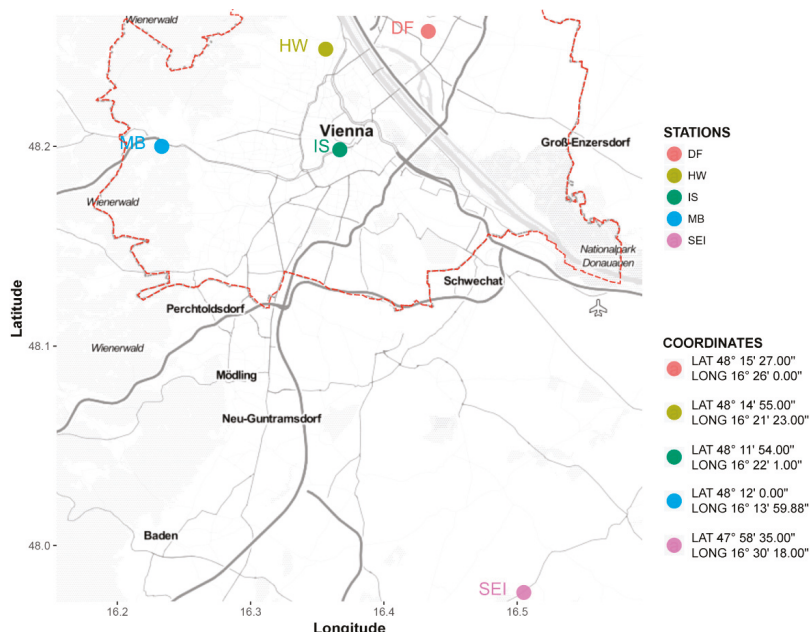 Wienerwald
DF
HW
Vienna
IS
MB
48.2
Groß-Enzersdorf
Wienerwald
Nationalpark
Donauauen
Schwechat
Perchtoldsdorf
Latitude
48.1
Wienerwald
Mödling
Neu-Guntramsdorf
Baden
48.0
SEI
16.2
16.3
16.4
16.5
Longitude
STATIONS
DF
HW
IS
MB
SEI
COORDINATES
LAT 48° 15' 27.00"
LONG 16° 26' 0.00"
LAT 48° 14' 55.00"
LONG 16° 21' 23.00"
LAT 48° 11' 54.00"
LONG 16° 22' 1.00"
LAT 48° 12' 0.00"
LONG 16° 13' 59.88"
LAT 47° 58' 35.00"
LONG 16° 30' 18.00"